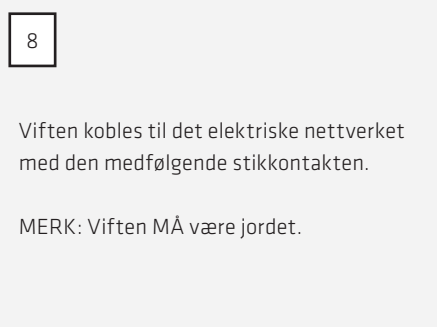 8
Viften kobles til det elektriske nettverket
med den medfølgende stikkontakten.
MERK: Viften MÅ være jordet.